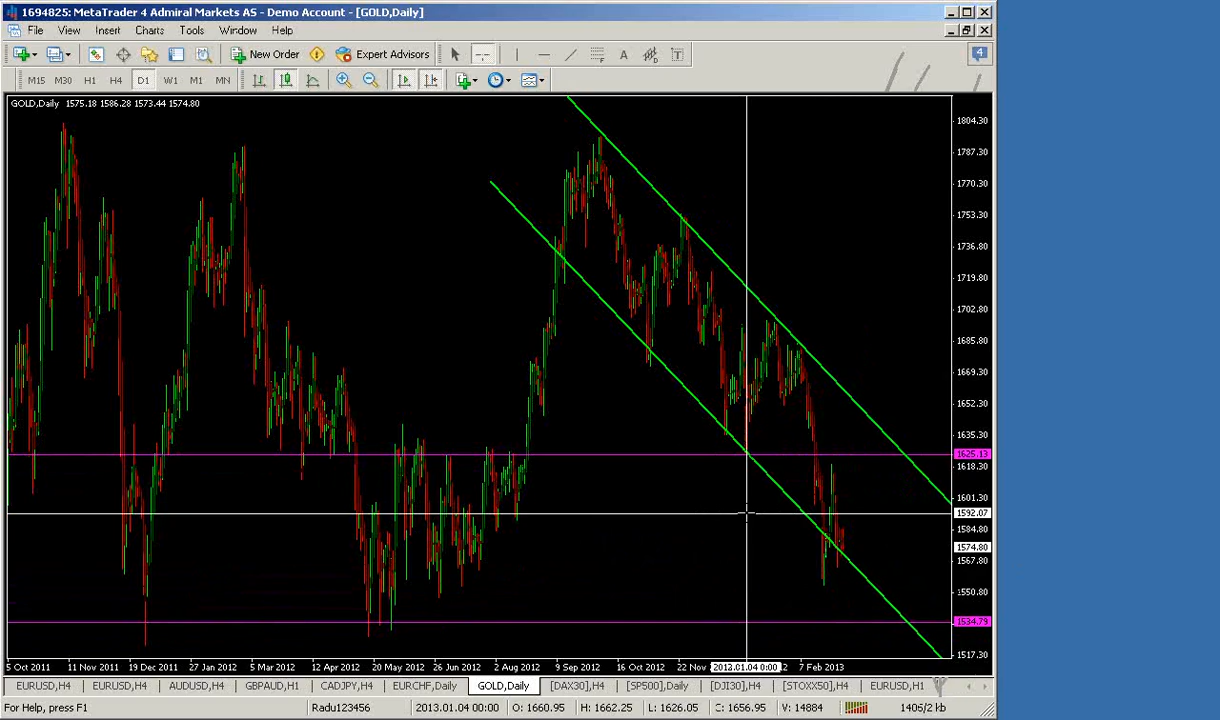 1694825: MetaTrader 4 Admiral Markets AS - Demo Account - [GOLD,Daily]
File View Insert Charts Tools Window Help
New Order Expert Advisors A T 4
M15 M30 H1 H4 D1 W1 M1 MN
GOLD,Daily 1575.18 1586.28 1573.44 1574.80
1804.30
1787.30
1770.30
1753.30
1736.80
1719.80
1702.80
1685.80
1669.30
1652.30
1635.30
1625.13
1618.30
1601.30
1592.07
1584.80
1574.80
1567.80
1550.80
1534.79
1517.30
5 Oct 2011 11 Nov 2011 19 Dec 2011 27 Jan 2012 5 Mar 2012 12 Apr 2012 20 May 2012 26 Jun 2012 2 Aug 2012 9 Sep 2012 16 Oct 2012 22 Nov 2013.01.04 0:00 2 7 Feb 2013
EURUSD,H4 EURUSD,H4 AUDUSD,H4 GBPAUD,H1 CADJPY,H4 EURCHF,Daily GOLD,Daily [DAX30],H4 [SP500],Daily [DJI30],H4 [STOXX50],H4 EURUSD,H1
For Help, press F1 Radu123456 2013.01.04 00:00 O: 1660.95 H: 1662.25 L: 1626.05 C: 1656.95 V: 14884 1406/2 kb